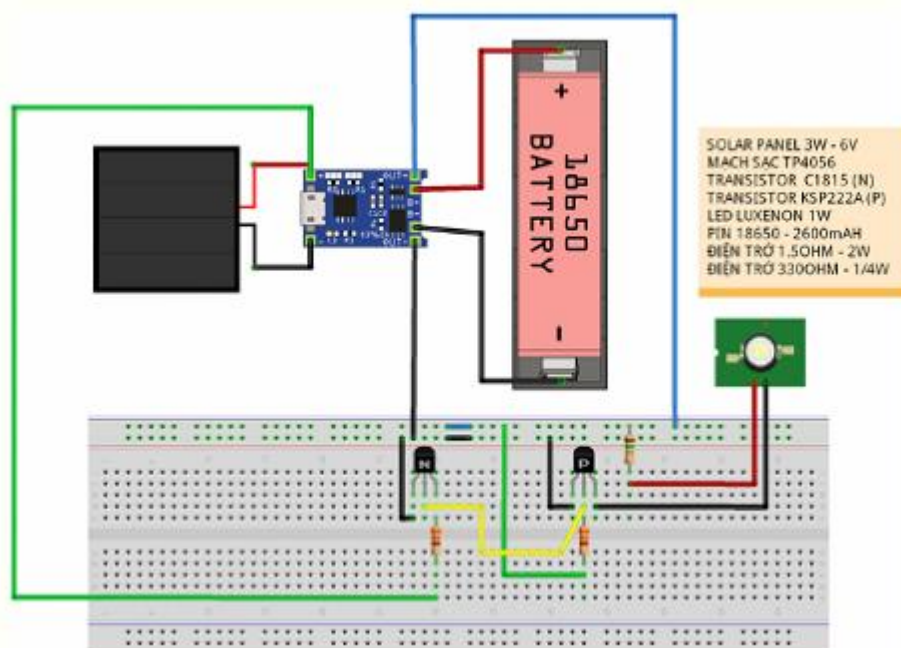 OUT+
B+
B-
OUT-
+
18650
BATTERY
-
SOLAR PANEL 3W - 6V
MẠCH SẠC TP4056
TRANSISTOR C1815 (N)
TRANSISTOR KSP222A (P)
LED LUXENON 1W
PIN 18650 - 2600mAH
ĐIỆN TRỞ 1.5OHM - 2W
ĐIỆN TRỞ 330OHM - 1/4W
N
P